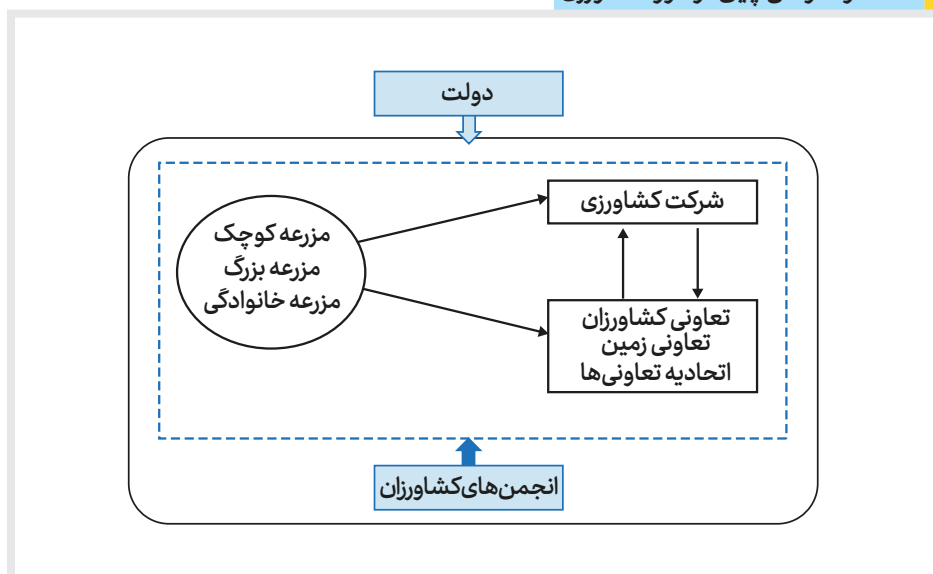 دولت
شرکت کشاورزی
مزرعه کوچک
مزرعه بزرگ
مزرعه خانوادگی
تعاونی کشاورزان
تعاونی زمین
اتحادیه تعاونی‌ها
انجمن‌های کشاورزان